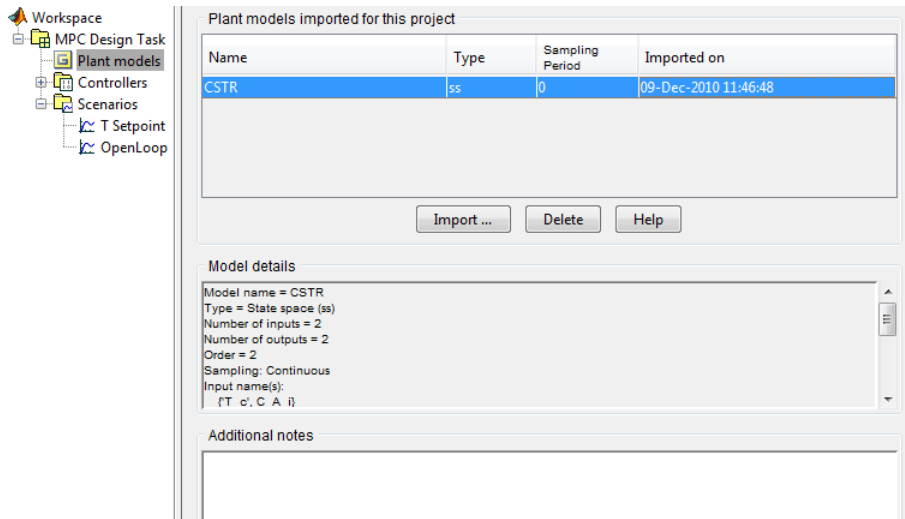 Workspace
MPC Design Task
Plant models
Controllers
Scenarios
T Setpoint
OpenLoop
Plant models imported for this project
Name Type Sampling Period Imported on
CSTR ss 0 09-Dec-2010 11:46:48
Import ... Delete Help
Model details
Model name = CSTR
Type = State space (ss)
Number of inputs = 2
Number of outputs = 2
Order = 2
Sampling: Continuous
Input name(s):
{'T_c', C_A_i}
Additional notes